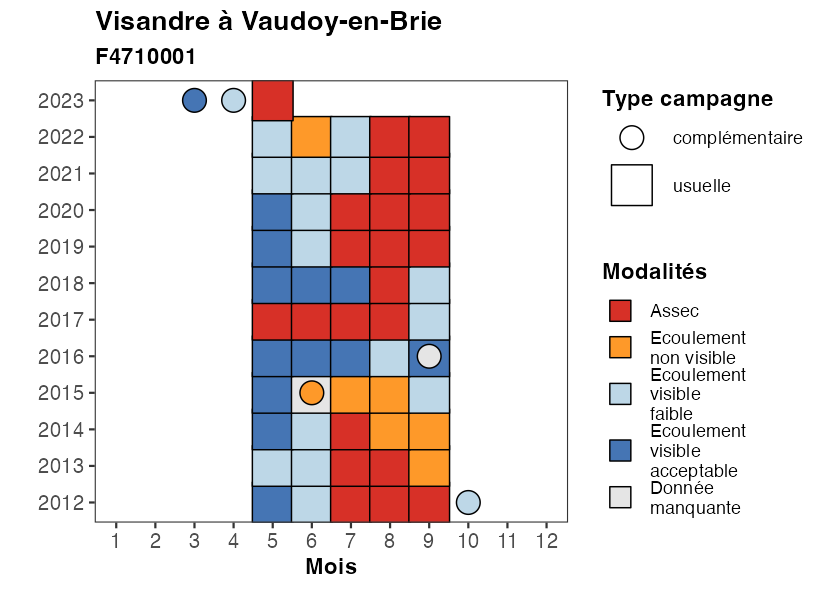 Visandre à Vaudoy-en-Brie
F4710001
2023
2022
2021
2020
2019
2018
2017
2016
2015
2014
2013
2012
1 2 3 4 5 6 7 8 9 10 11 12
Mois
Type campagne
complémentaire
usuelle
Modalités
Assec
Ecoulement
non visible
Ecoulement
visible
faible
Ecoulement
visible
acceptable
Donnée
manquante